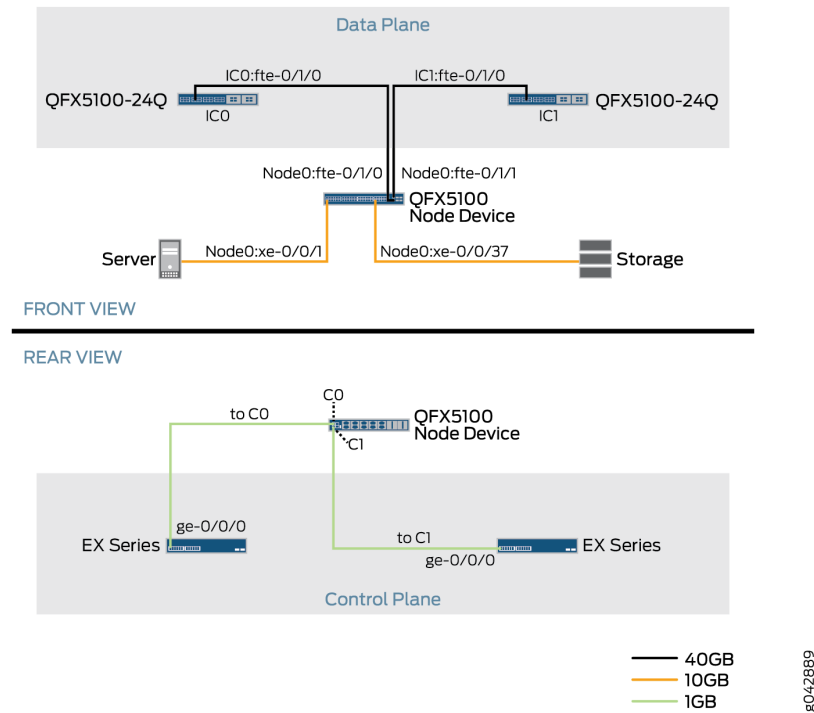 Data Plane
IC0:fte-0/1/0
IC1:fte-0/1/0
QFX5100-24Q
IC0
IC1
QFX5100-24Q
Node0:fte-0/1/0
Node0:fte-0/1/1
QFX5100
Node Device
Server
Node0:xe-0/0/1
Node0:xe-0/0/37
Storage
FRONT VIEW
REAR VIEW
C0
to C0
QFX5100
Node Device
C1
ge-0/0/0
EX Series
to C1
ge-0/0/0
EX Series
Control Plane
40GB
10GB
1GB
g042889